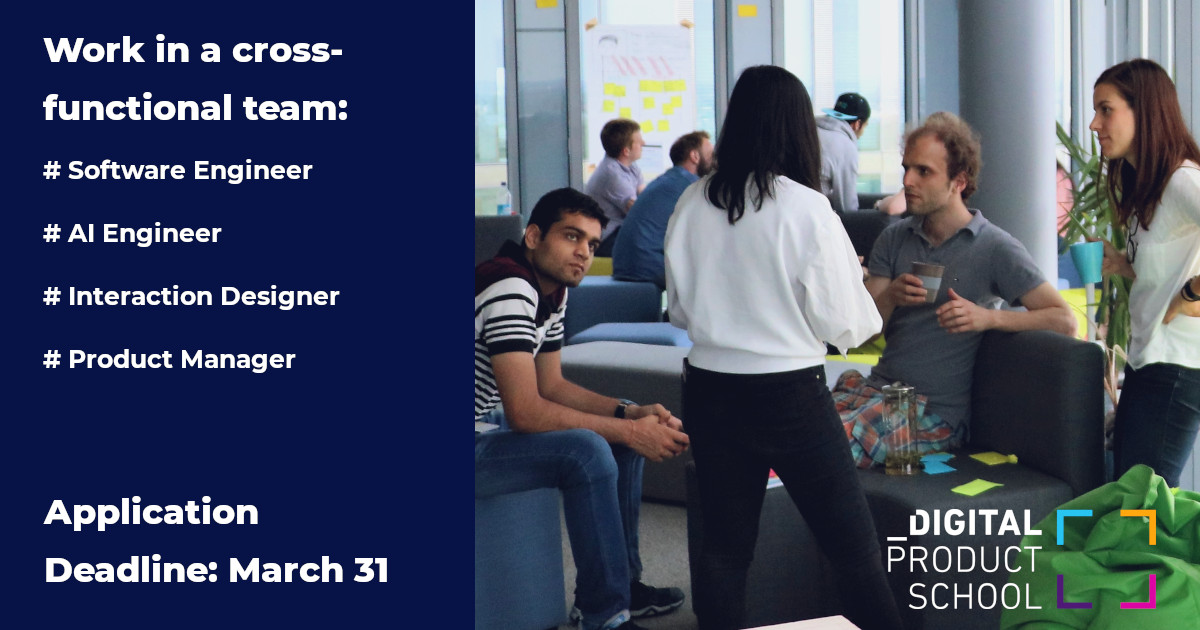 Work in a cross-
functional team:
# Software Engineer
# AI Engineer
# Interaction Designer
# Product Manager
Application
Deadline: March 31
_DIGITAL
PRODUCT
SCHOOL